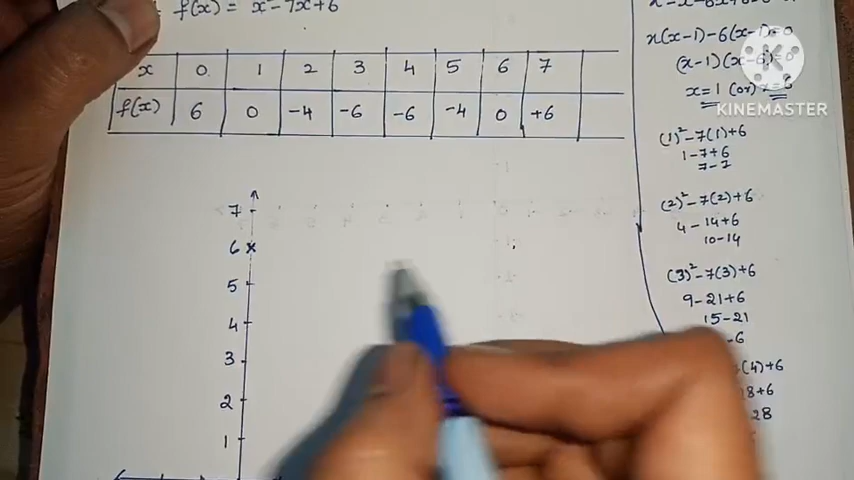 f(x) = x² - 7x + 6
x 0 1 2 3 4 5 6 7
f(x) 6 0 -4 -6 -6 -4 0 +6
7
6
5
4
3
2
1
x(x-1)-6(x-1)=0
(x-1)(x-6)=0
x=1 (or)
KINEMASTER
(1)² -7(1)+6
1-7+6
7-7
(2)² -7(2)+6
4-14+6
10-14
(3)² -7(3)+6
9-21+6
15-21
-6
(4)+6
8+6
28